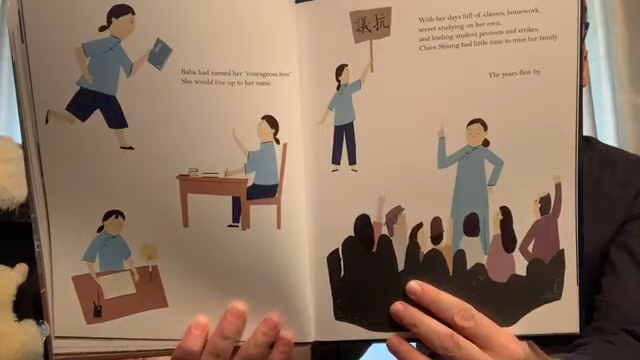 Baba had named her "courageous hero."
She would live up to her name.
議抗
With her days full of classes, homework,
secret studying on her own,
and leading student protests and strikes,
Chien Shiung had little time to miss her family.
The years flew by.